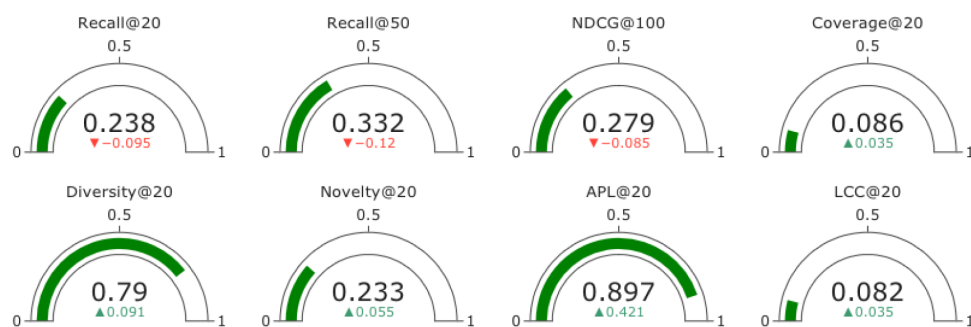 Recall@20 Recall@50 NDCG@100 Coverage@20
0.5 0.5 0.5 0.5
0.238 0.332 0.279 0.086
0 ▼−0.095 1 0 ▼−0.12 1 0 ▼−0.085 1 0 ▲0.035 1
Diversity@20 Novelty@20 APL@20 LCC@20
0.5 0.5 0.5 0.5
0.79 0.233 0.897 0.082
0 ▲0.091 1 0 ▲0.055 1 0 ▲0.421 1 0 ▲0.035 1